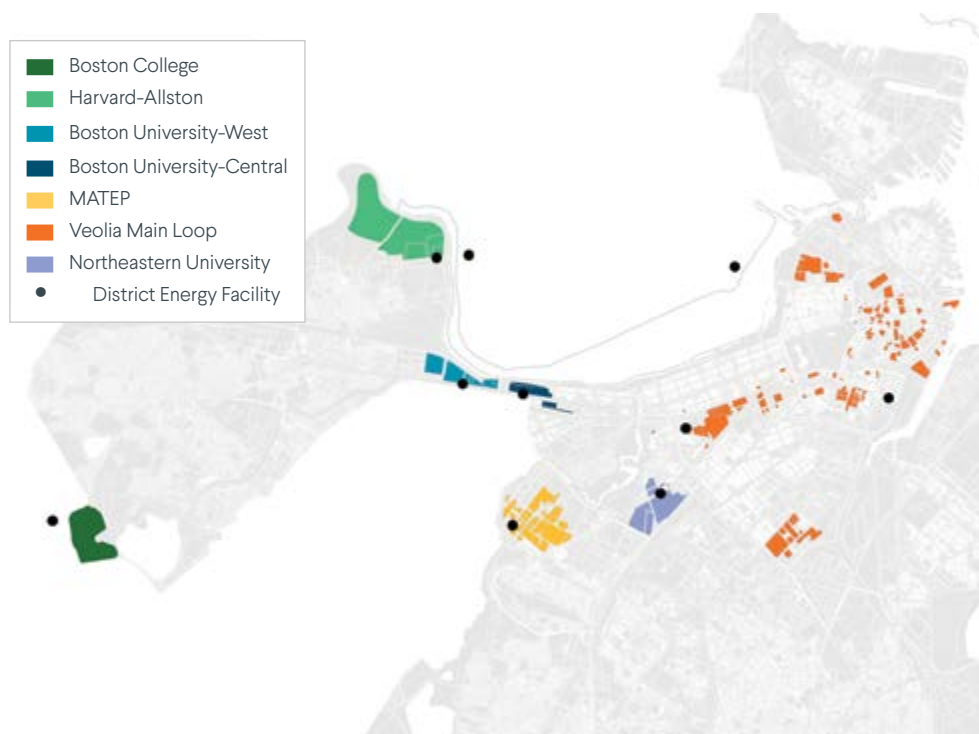 Boston College
Harvard-Allston
Boston University-West
Boston University-Central
MATEP
Veolia Main Loop
Northeastern University
District Energy Facility